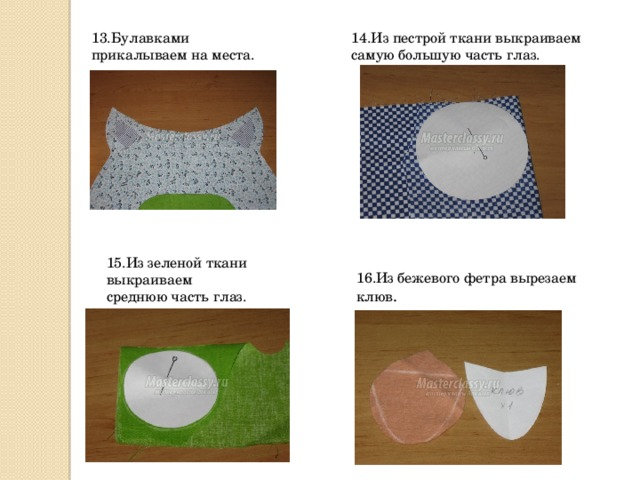 13.Булавками
прикалываем на места.
14.Из пестрой ткани выкраиваем
самую большую часть глаз.
Masterclassy.ru
Masterclassy.ru
15.Из зеленой ткани
выкраиваем
среднюю часть глаз.
16.Из бежевого фетра вырезаем
клюв.
Masterclassy.ru
Masterclassy.ru
клюв